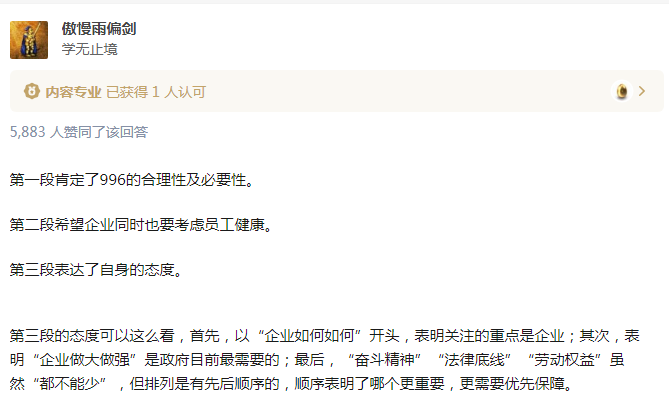 傲慢雨偏剑
学无止境
内容专业 已获得 1 人认可
5,883 人赞同了该回答
第一段肯定了996的合理性及必要性。
第二段希望企业同时也要考虑员工健康。
第三段表达了自身的态度。
第三段的态度可以这么看，首先，以“企业如何如何”开头，表明关注的重点是企业；其次，表
明“企业做大做强”是政府目前最需要的；最后，“奋斗精神”“法律底线”“劳动权益”虽
然“都不能少”，但排列是有先后顺序的，顺序表明了哪个更重要，更需要优先保障。